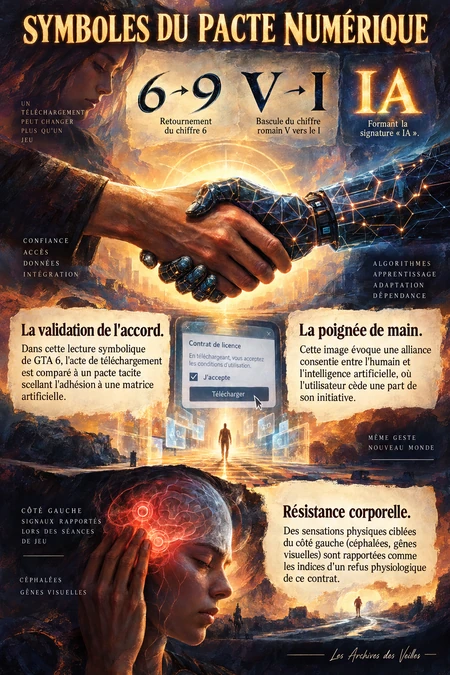 SYMBOLES DU PACTE NUMÉRIQUE
UN
TÉLÉCHARGEMENT
PEUT CHANGER
PLUS QU'UN
JEU
6→9
Retournement
du chiffre 6
V→I
Bascule du chiffre
romain V vers le I
IA
Formant la
signature « IA ».
CONFIANCE
ACCÈS
DONNÉES
INTÉGRATION
ALGORITHMES
APPRENTISSAGE
ADAPTATION
DÉPENDANCE
La validation de l'accord.
Dans cette lecture symbolique
de GTA 6, l'acte de téléchargement
est comparé à un pacte tacite
scellant l'adhésion à une matrice
artificielle.
Contrat de licence
En téléchargeant, vous acceptez
les conditions d'utilisation.
J'accepte
Télécharger
La poignée de main.
Cette image évoque une alliance
consentie entre l'humain et
l'intelligence artificielle, où
l'utilisateur cède une part de
son initiative.
MÊME GESTE
NOUVEAU MONDE
CÔTÉ GAUCHE
SIGNAUX RAPPORTÉS
LORS DES SÉANCES
DE JEU
CÉPHALÉES
GÊNES VISUELLES
Résistance corporelle.
Des sensations physiques ciblées
du côté gauche (céphalées, gênes
visuelles) sont rapportées comme
les indices d'un refus physiologique
de ce contrat.
Les Archives des Veilles